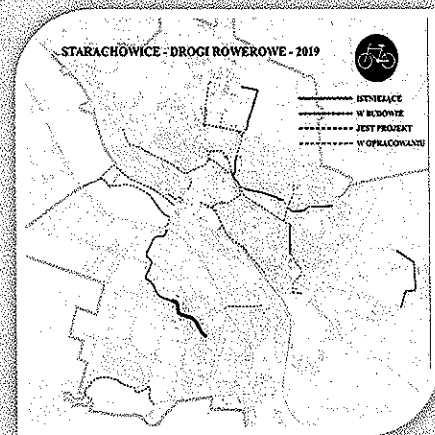 STARACHOWICE - DROGI ROWEROWE - 2019
ISTNIEJĄCE
W BUDOWIE
JEST PROJEKT
W OPRACOWANIU